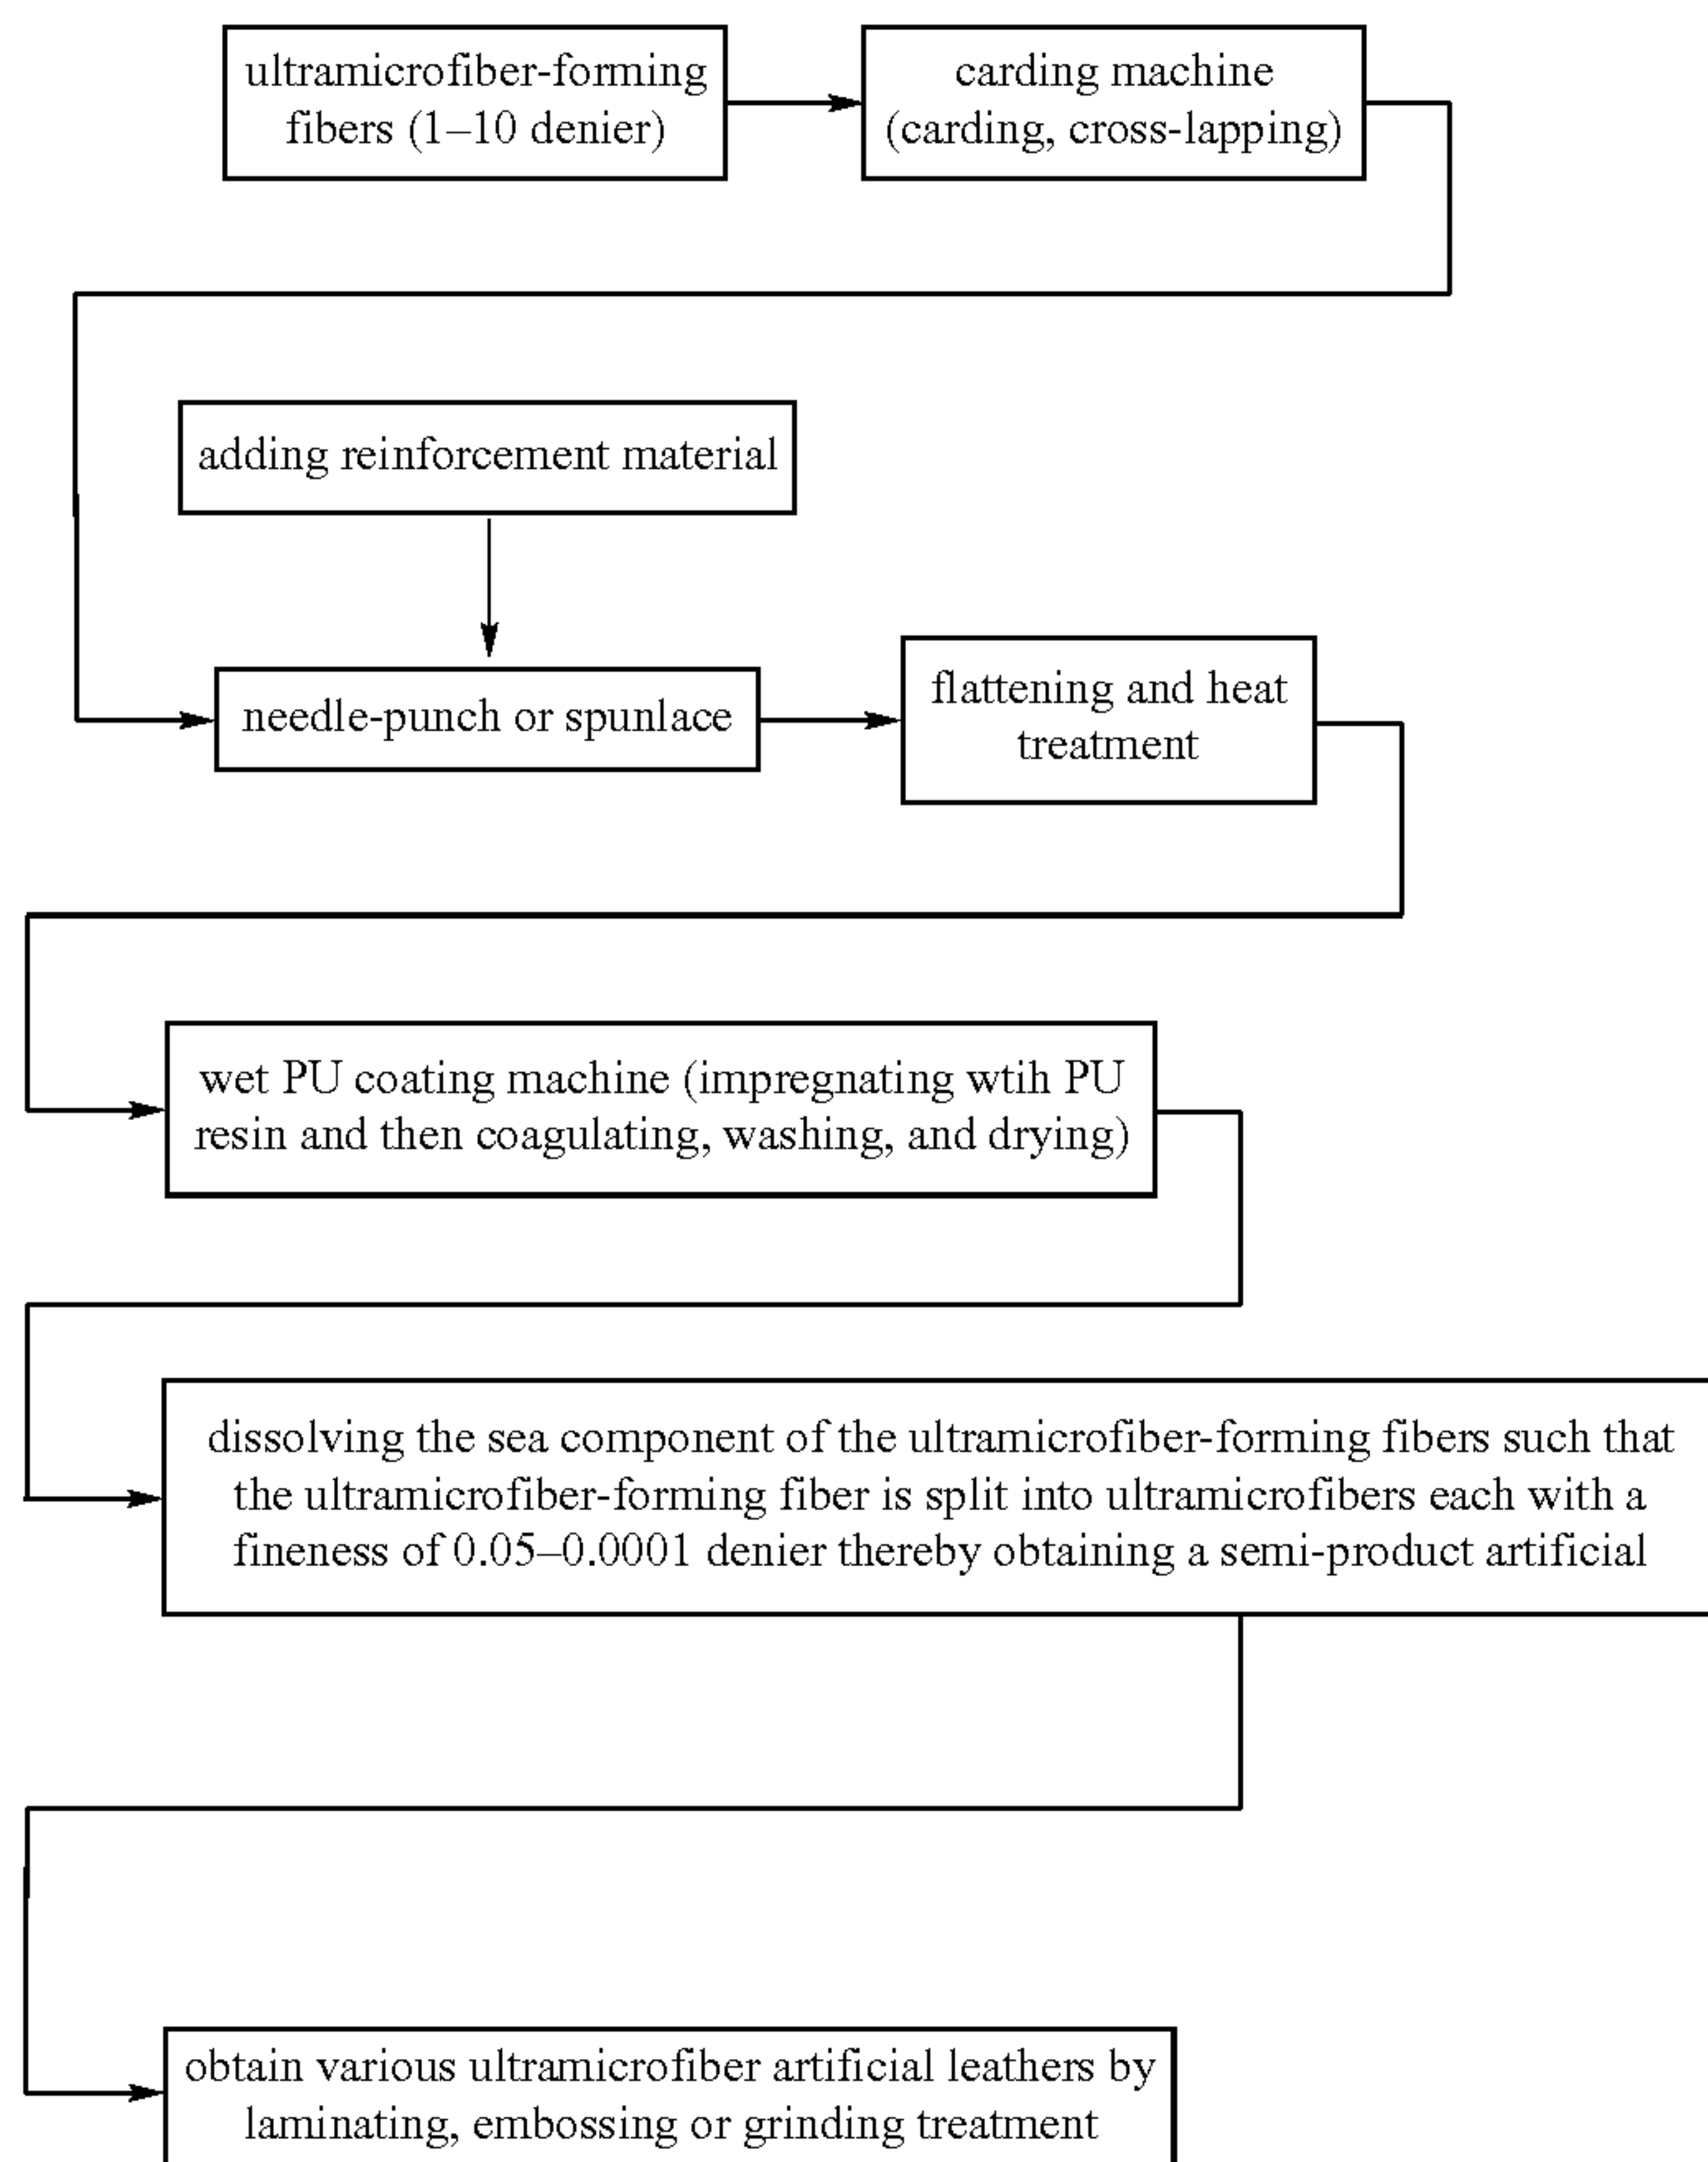 ultramicrofiber-forming
fibers (1–10 denier)
carding machine
(carding, cross-lapping)
adding reinforcement material
needle-punch or spunlace
flattening and heat
treatment
wet PU coating machine (impregnating wtih PU
resin and then coagulating, washing, and drying)
dissolving the sea component of the ultramicrofiber-forming fibers such that
the ultramicrofiber-forming fiber is split into ultramicrofibers each with a
fineness of 0.05–0.0001 denier thereby obtaining a semi-product artificial
obtain various ultramicrofiber artificial leathers by
laminating, embossing or grinding treatment